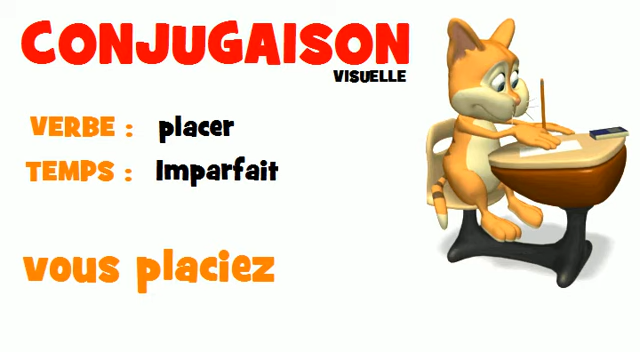 CONJUGAISON
VISUELLE
VERBE : placer
TEMPS : Imparfait
vous placiez